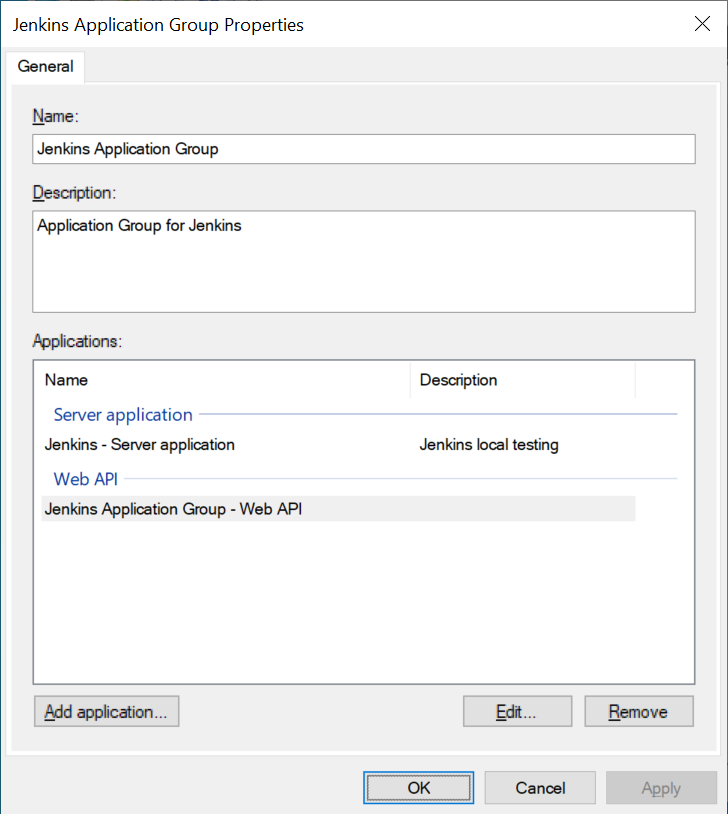 Jenkins Application Group Properties
General
Name:
Jenkins Application Group
Description:
Application Group for Jenkins
Applications:
Name Description
Server application
Jenkins - Server application Jenkins local testing
Web API
Jenkins Application Group - Web API
Add application... Edit... Remove
OK Cancel Apply